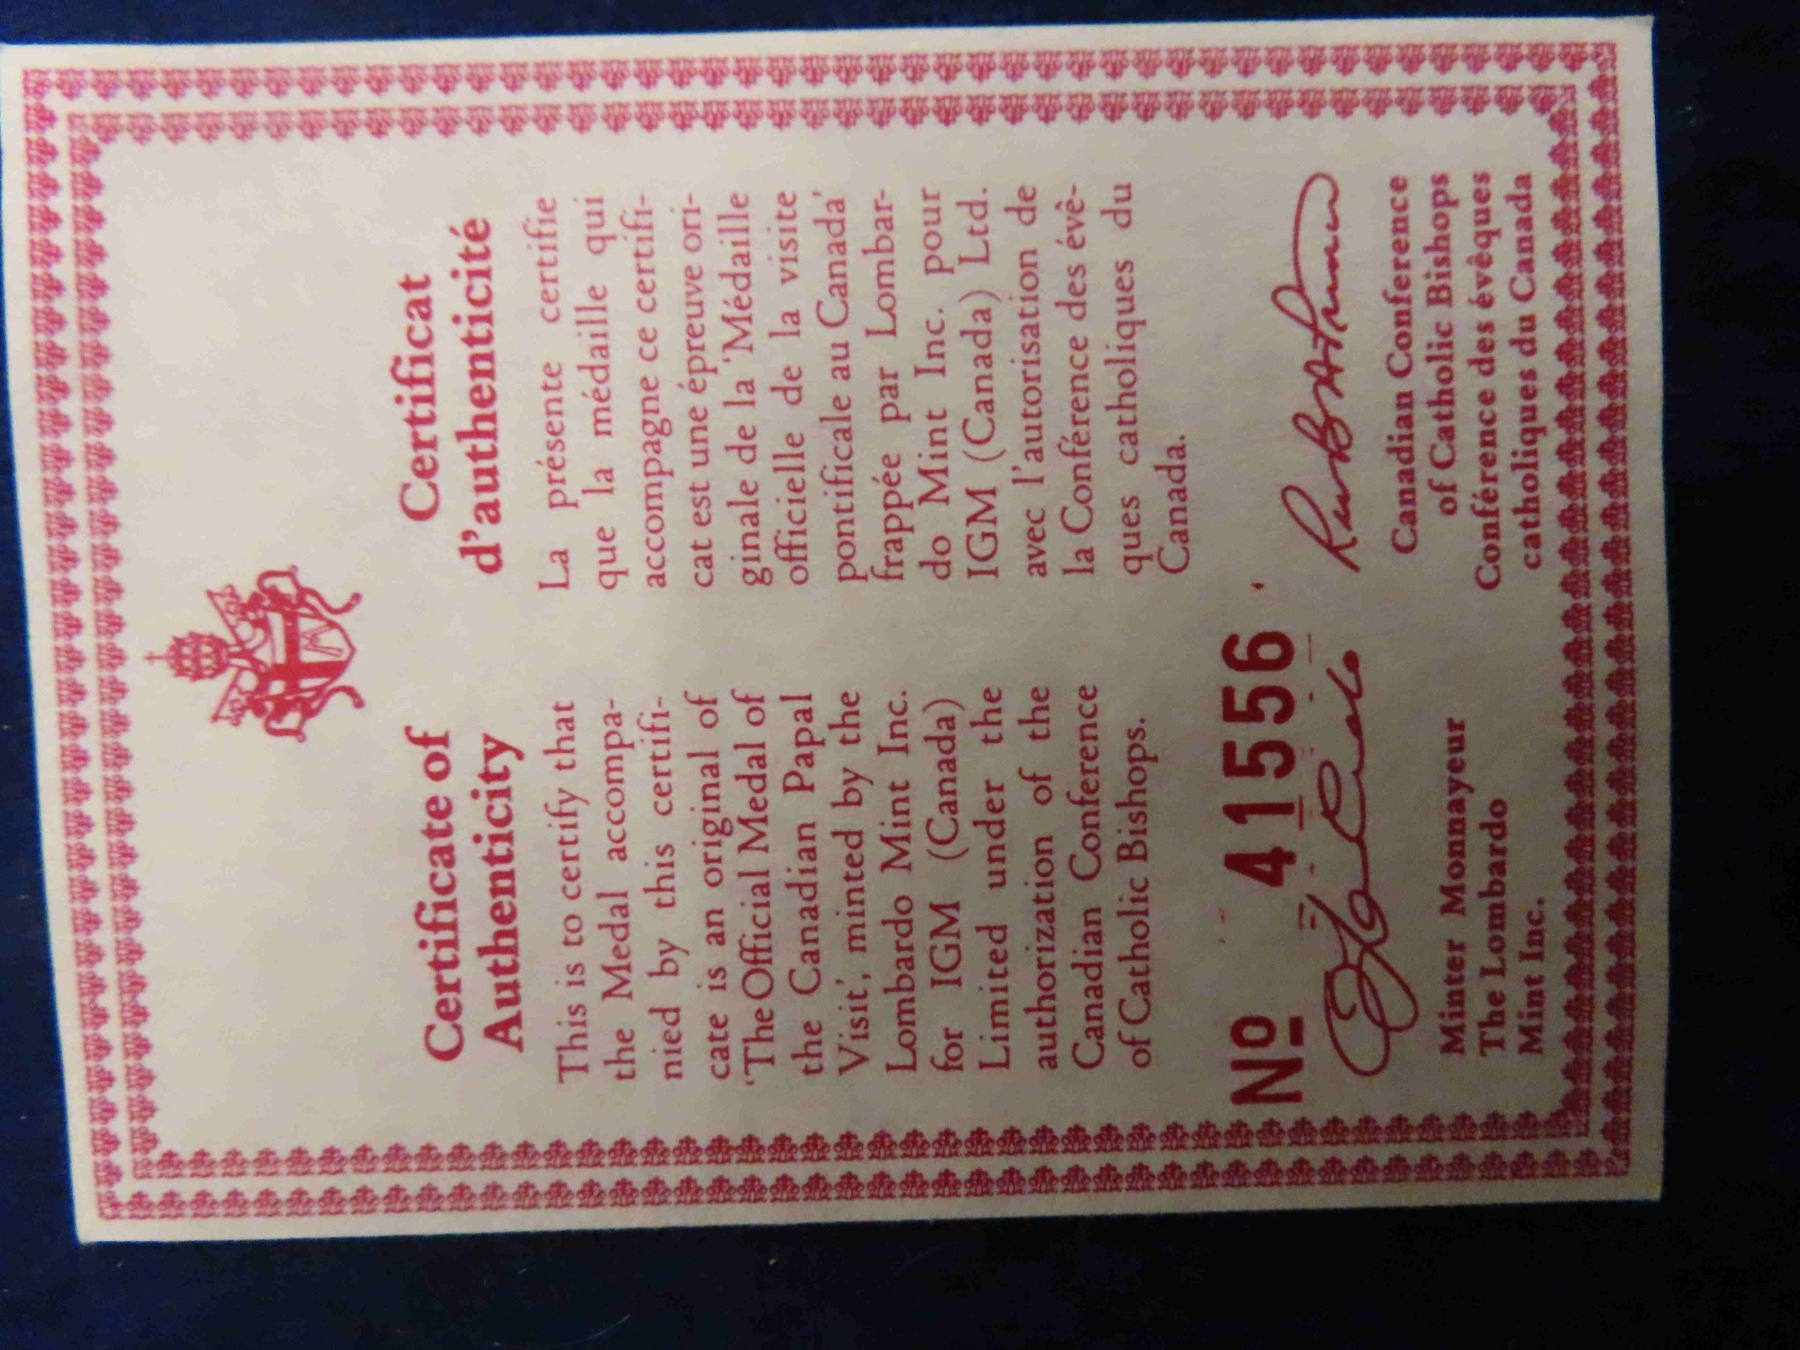 Certificate of
Authenticity
This is to certify that
the Medal accompa-
nied by this certifi-
cate is an original of
'The Official Medal of
the Canadian Papal
Visit', minted by the
Lombardo Mint Inc.
for IGM (Canada)
Limited under the
authorization of the
Canadian Conference
of Catholic Bishops.
Certificat
d'authenticité
La présente certifie
que la médaille qui
accompagne ce certifi-
cat est une épreuve ori-
ginale de la 'Médaille
officielle de la visite
pontificale au Canada'
frappée par Lombar-
do Mint Inc. pour
IGM (Canada) Ltd.
avec l'autorisation de
la Conférence des évê-
ques catholiques du
Canada.
Nº 41556
Minter Monnayeur
The Lombardo
Mint Inc.
Canadian Conference
of Catholic Bishops
Conférence des évêques
catholiques du Canada